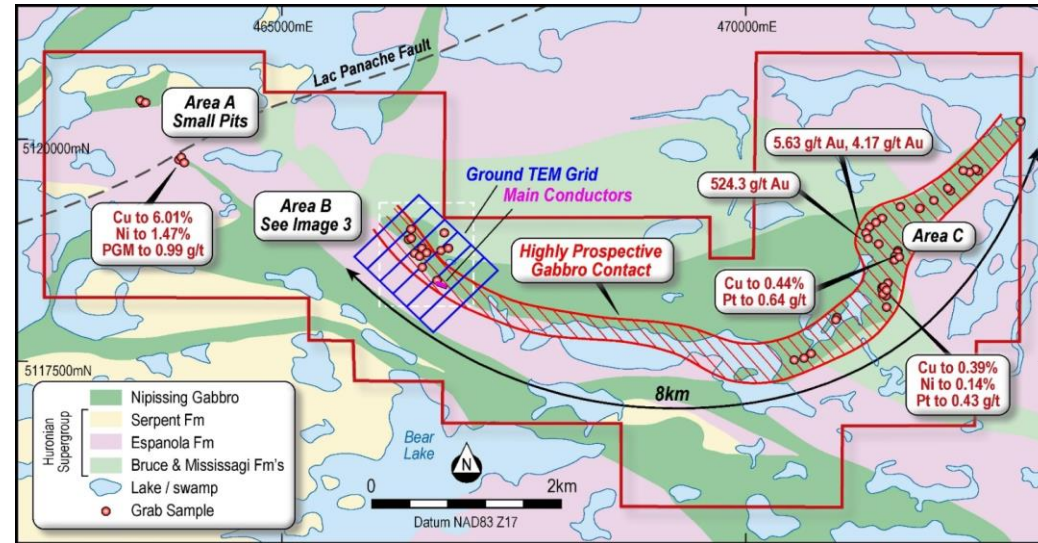 465000mE
470000mE
Lac Panache Fault
Area A
Small Pits
5120000mN
Cu to 6.01%
Ni to 1.47%
PGM to 0.99 g/t
Ground TEM Grid
Main Conductors
Area B
See Image 3
5.63 g/t Au, 4.17 g/t Au
524.3 g/t Au
Highly Prospective
Gabbro Contact
Area C
Cu to 0.44%
Pt to 0.64 g/t
Cu to 0.39%
Ni to 0.14%
Pt to 0.43 g/t
5117500mN
8km
Nipissing Gabbro
Huronian
Supergroup
Serpent Fm
Espanola Fm
Bruce & Mississagi Fm's
Lake / swamp
Grab Sample
Bear
Lake
N
0
2km
Datum NAD83 Z17